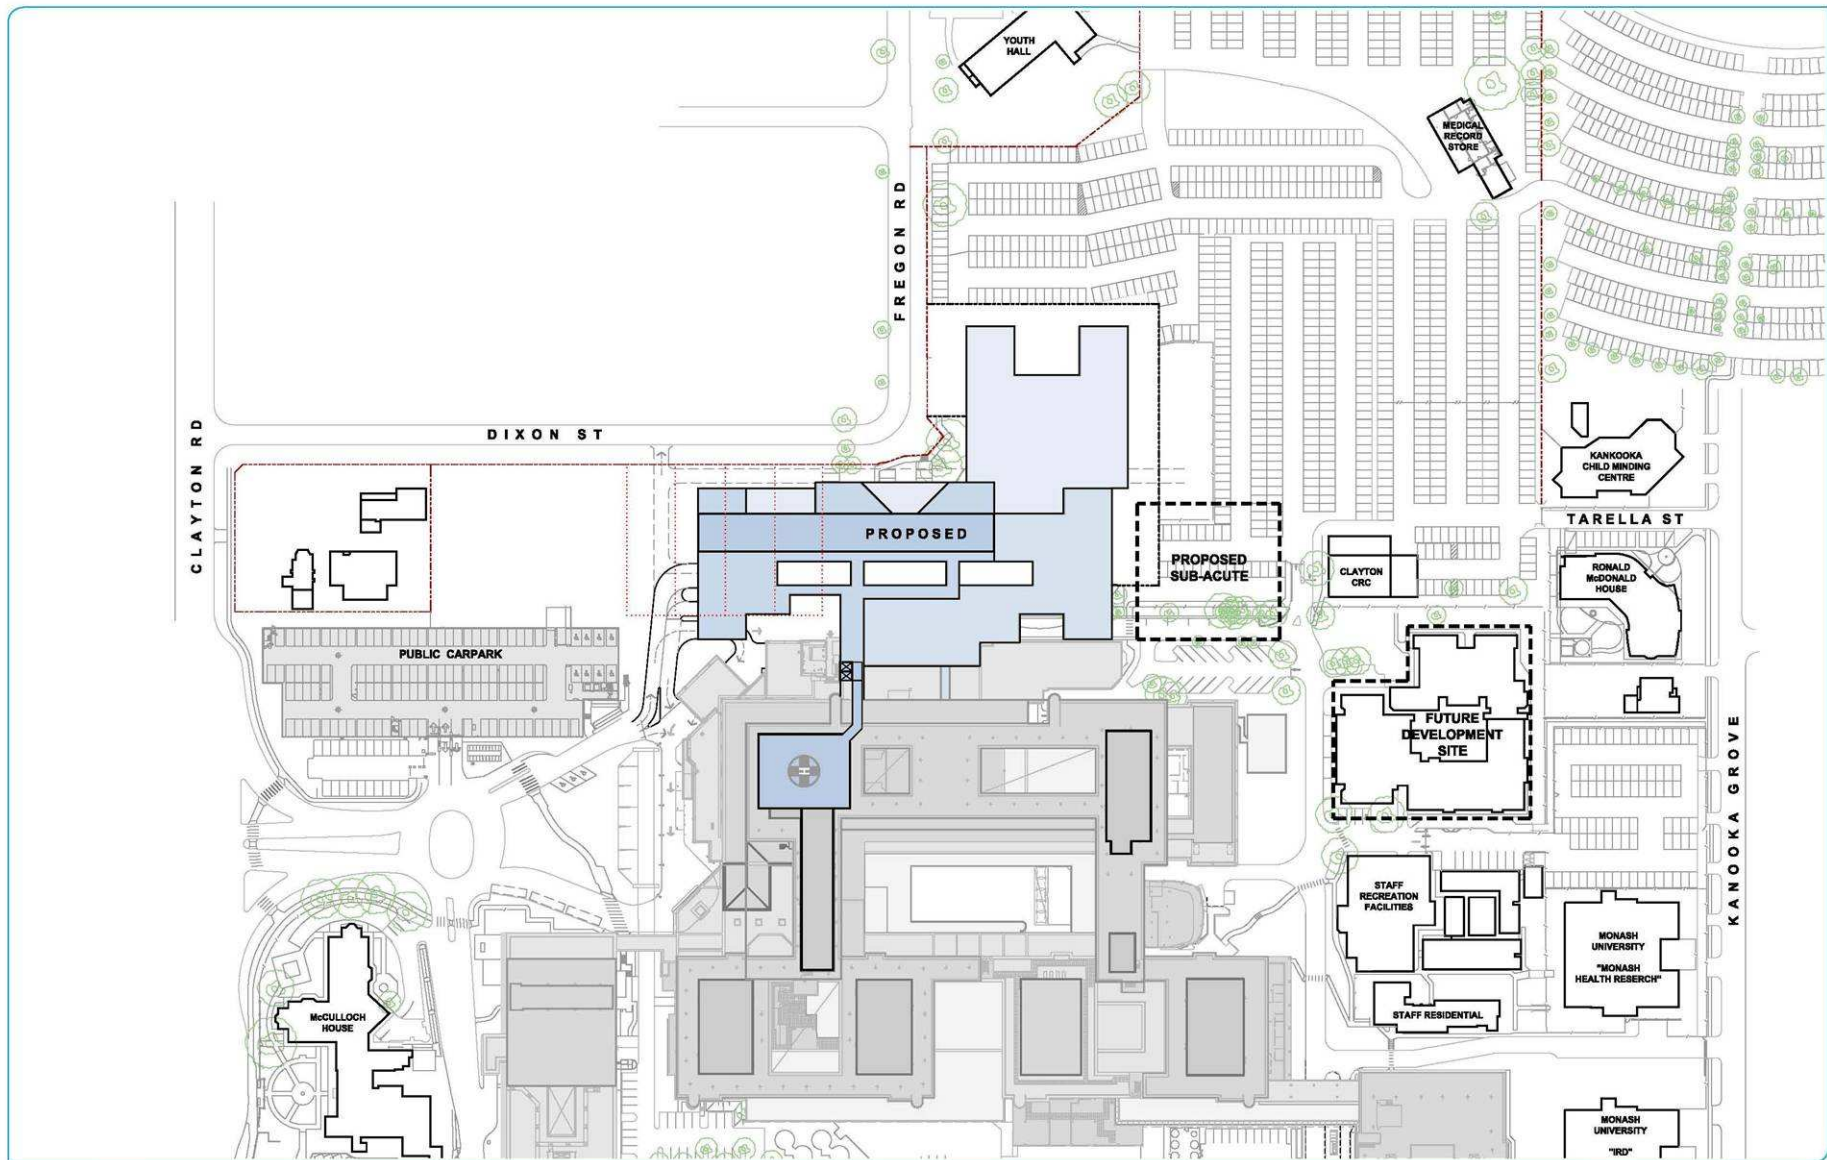 YOUTH
HALL
MEDICAL
RECORD
STORE
FREGON RD
CLAYTON RD
DIXON ST
KANKOOKA
CHILD MINDING
CENTRE
TARELLA ST
PROPOSED
PROPOSED
SUB-ACUTE
CLAYTON
CRC
RONALD
McDONALD
HOUSE
PUBLIC CARPARK
FUTURE
DEVELOPMENT
SITE
KANOOKA GROVE
H
STAFF
RECREATION
FACILITIES
MONASH
UNIVERSITY
"MONASH
HEALTH RESERCH"
McCULLOCH
HOUSE
STAFF RESIDENTIAL
MONASH
UNIVERSITY
"IRD"